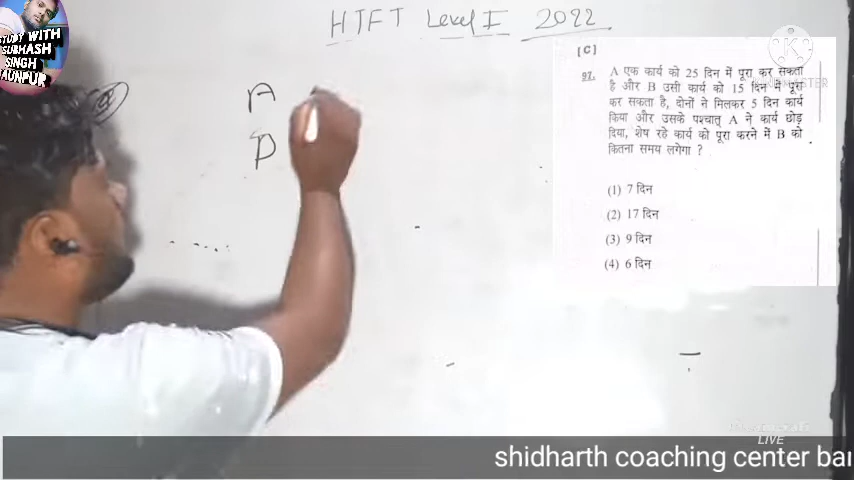 STUDY WITH
SUBHASH
SINGH
JAUNPUR
HTET Level I 2022
[C]
97. A एक कार्य को 25 दिन में पूरा कर सकता
है और B उसी कार्य को 15 दिन में पूरा
कर सकता है, दोनों ने मिलकर 5 दिन कार्य
किया और उसके पश्चात् A ने कार्य छोड़
दिया, शेष रहे कार्य को पूरा करने में B को
कितना समय लगेगा ?
(1) 7 दिन
(2) 17 दिन
(3) 9 दिन
(4) 6 दिन
A
LIVE
shidharth coaching center bar